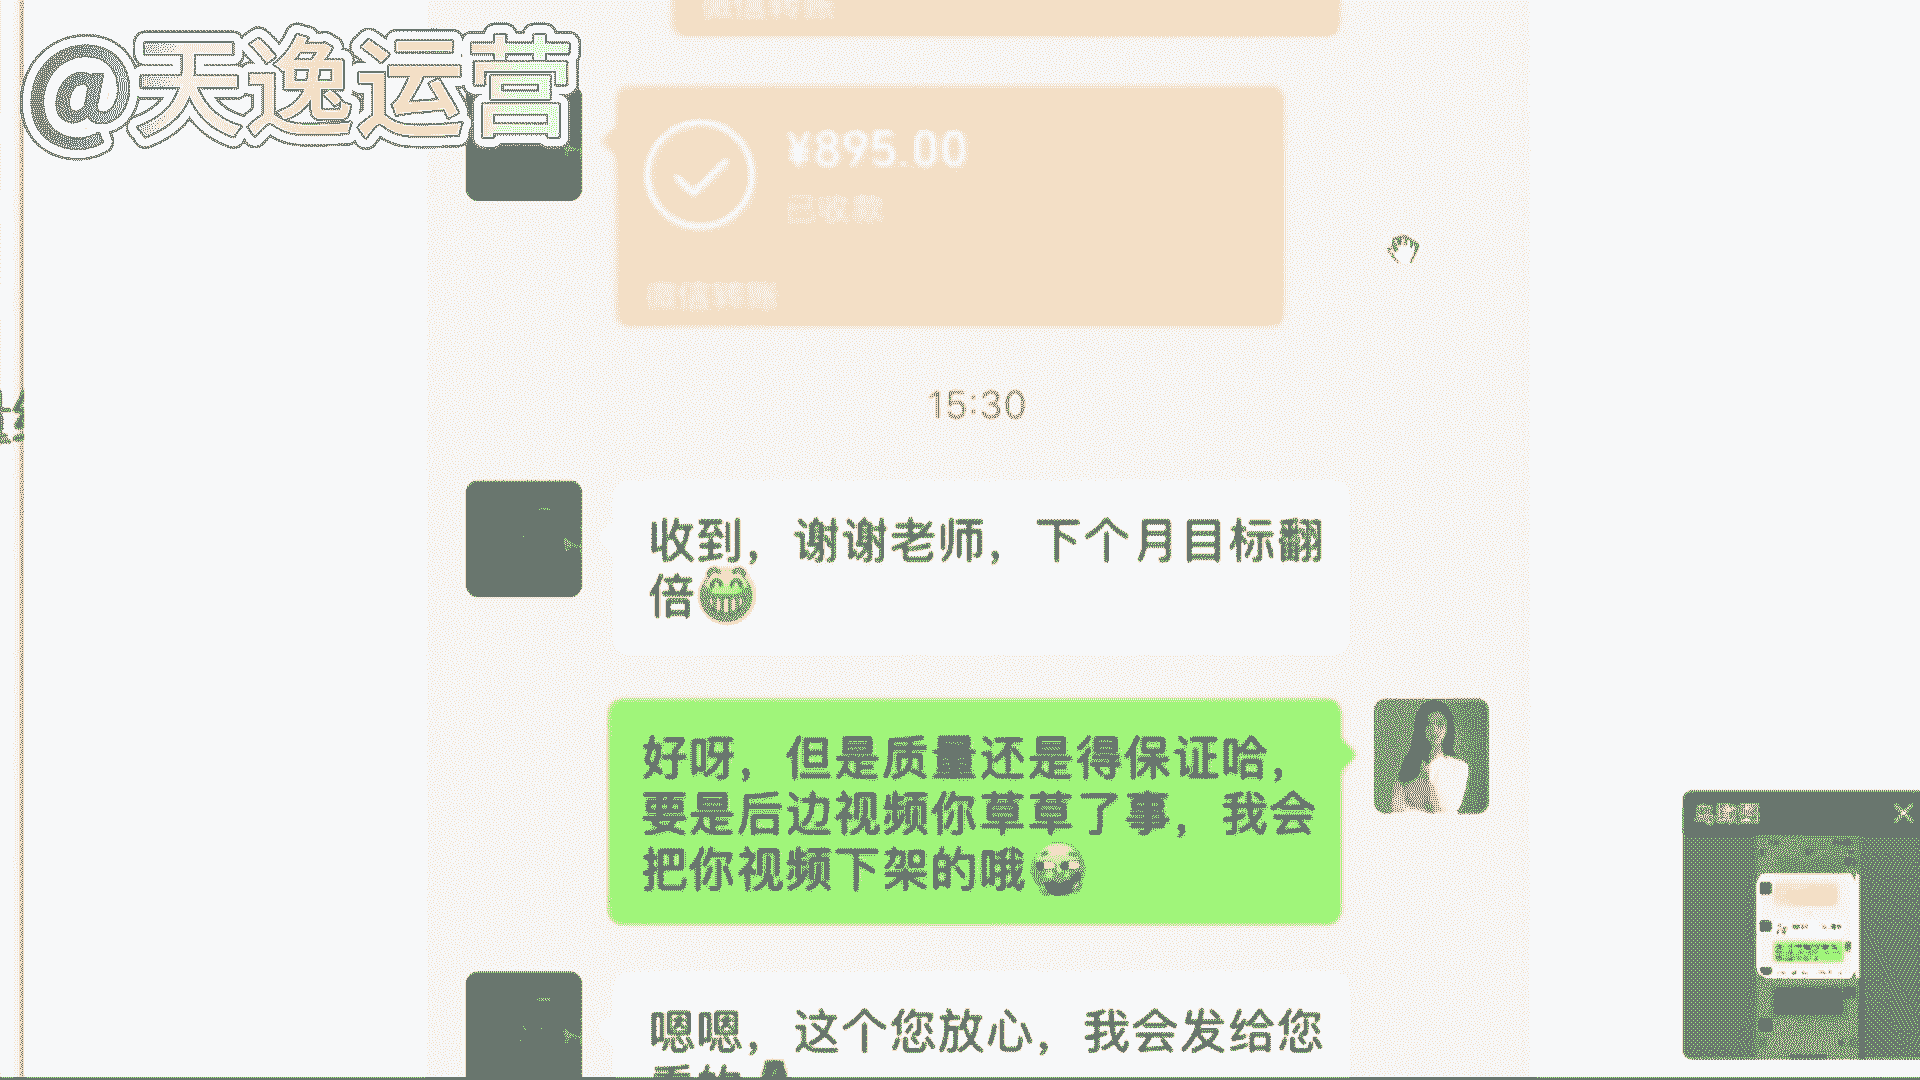 微信转账
@天逸运营
¥895.00
已收款
微信转账
15:30
收到，谢谢老师，下个月目标翻
倍
好呀，但是质量还是得保证哈，
要是后边视频你草草了事，我会
把你视频下架的哦
嗯嗯，这个您放心，我会发给您
鸟瞰图